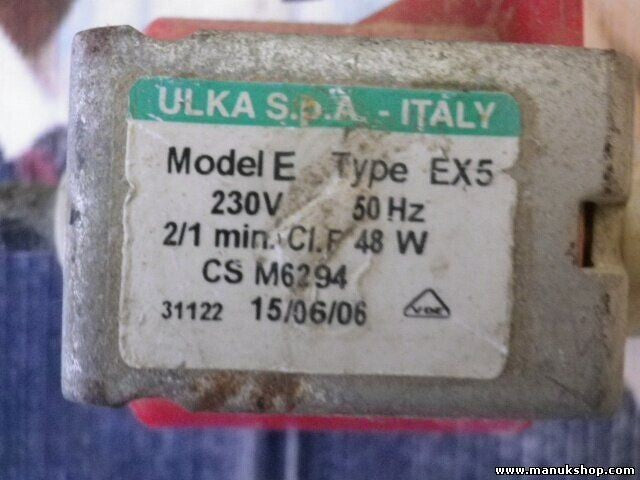 ULKA S.p.A. - ITALY
Model E Type EX5
230V 50 Hz
2/1 min. Cl.F 48 W
CS M6294
31122 15/06/06
VDE
www.manukshop.com